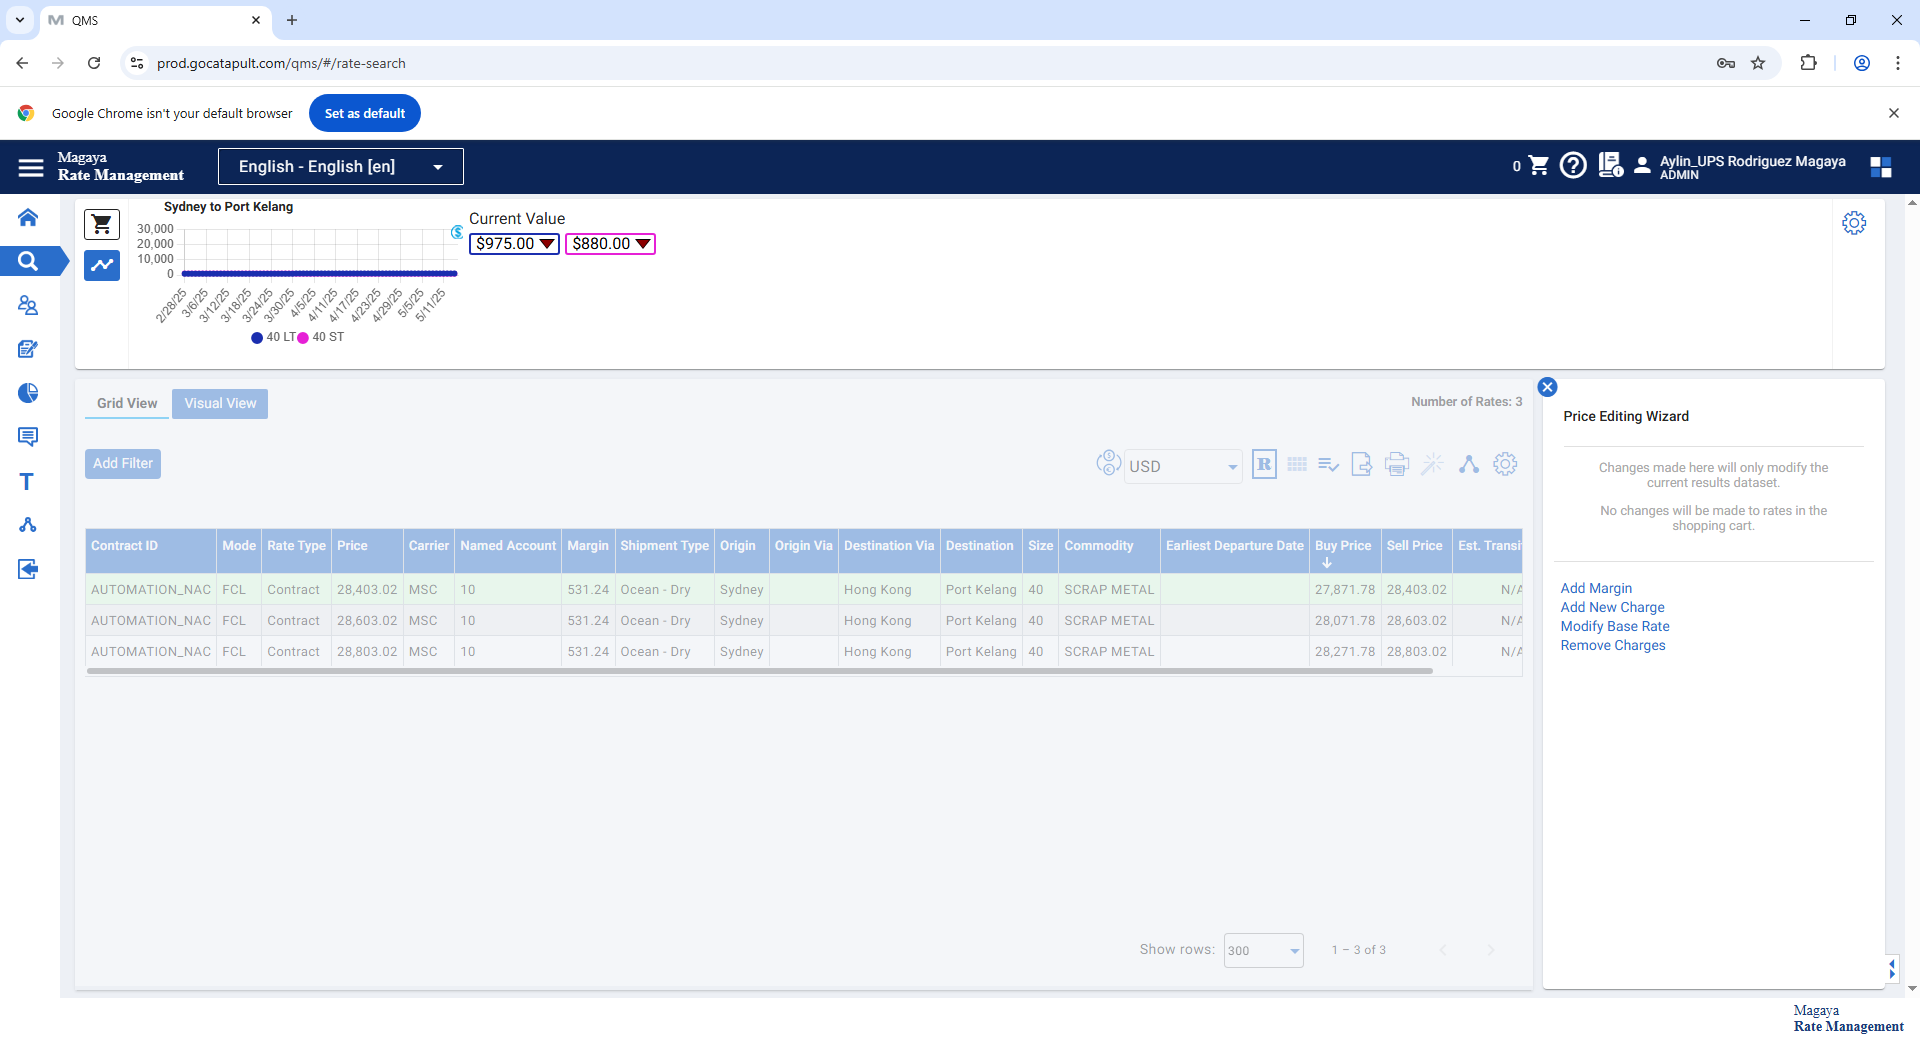 QMS
prod.gocatapult.com/qms/#/rate-search
Google Chrome isn't your default browser
Set as default
Magaya
Rate Management
English - English [en]
0
Aylin_UPS Rodriguez Magaya
ADMIN
Sydney to Port Kelang
30,000
20,000
10,000
0
2/28/25
3/6/25
3/12/25
3/18/25
3/24/25
3/30/25
4/5/25
4/11/25
4/17/25
4/23/25
4/29/25
5/5/25
5/11/25
40 LT
40 ST
Current Value
$975.00
$880.00
Grid View
Visual View
Number of Rates: 3
Add Filter
USD
R
Contract ID Mode Rate Type Price Carrier Named Account Margin Shipment Type Origin Origin Via Destination Via Destination Size Commodity Earliest Departure Date Buy Price Sell Price Est. Transi
AUTOMATION_NAC FCL Contract 28,403.02 MSC 10 531.24 Ocean - Dry Sydney Hong Kong Port Kelang 40 SCRAP METAL 27,871.78 28,403.02 N/A
AUTOMATION_NAC FCL Contract 28,603.02 MSC 10 531.24 Ocean - Dry Sydney Hong Kong Port Kelang 40 SCRAP METAL 28,071.78 28,603.02 N/A
AUTOMATION_NAC FCL Contract 28,803.02 MSC 10 531.24 Ocean - Dry Sydney Hong Kong Port Kelang 40 SCRAP METAL 28,271.78 28,803.02 N/A
Show rows: 300 1 – 3 of 3
Price Editing Wizard
Changes made here will only modify the
current results dataset.
No changes will be made to rates in the
shopping cart.
Add Margin
Add New Charge
Modify Base Rate
Remove Charges
Magaya
Rate Management